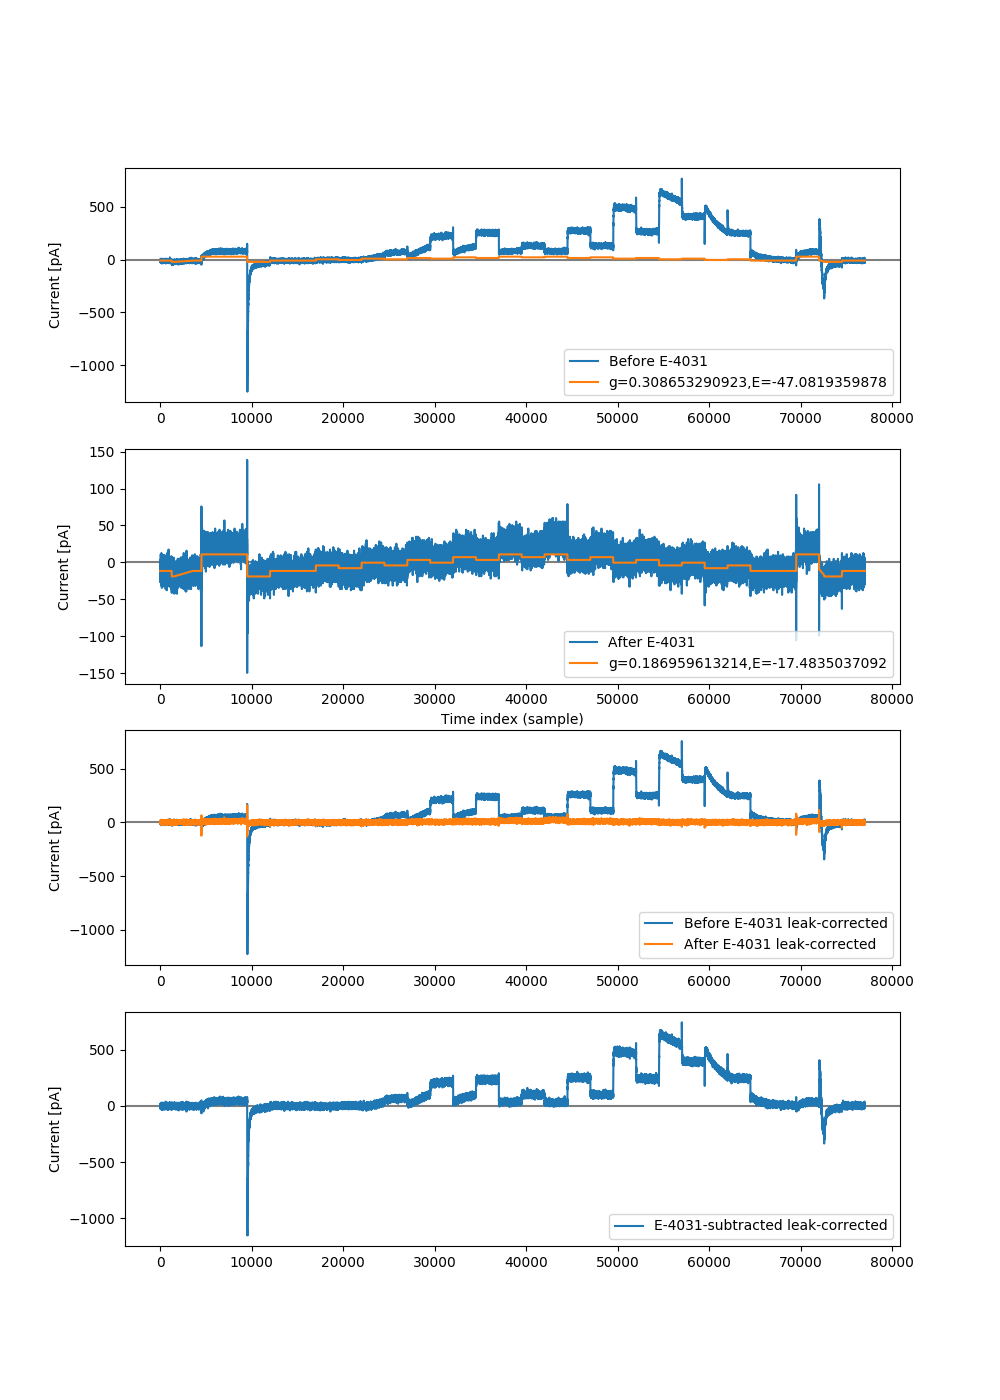 Current [pA]
500
0
−500
−1000
Before E-4031
g=0.308653290923,E=-47.0819359878
0 10000 20000 30000 40000 50000 60000 70000 80000
Current [pA]
150
100
50
0
−50
−100
−150
After E-4031
g=0.186959613214,E=-17.4835037092
0 10000 20000 30000 40000 50000 60000 70000 80000
Time index (sample)
Current [pA]
500
0
−500
−1000
Before E-4031 leak-corrected
After E-4031 leak-corrected
0 10000 20000 30000 40000 50000 60000 70000 80000
Current [pA]
500
0
−500
−1000
E-4031-subtracted leak-corrected
0 10000 20000 30000 40000 50000 60000 70000 80000